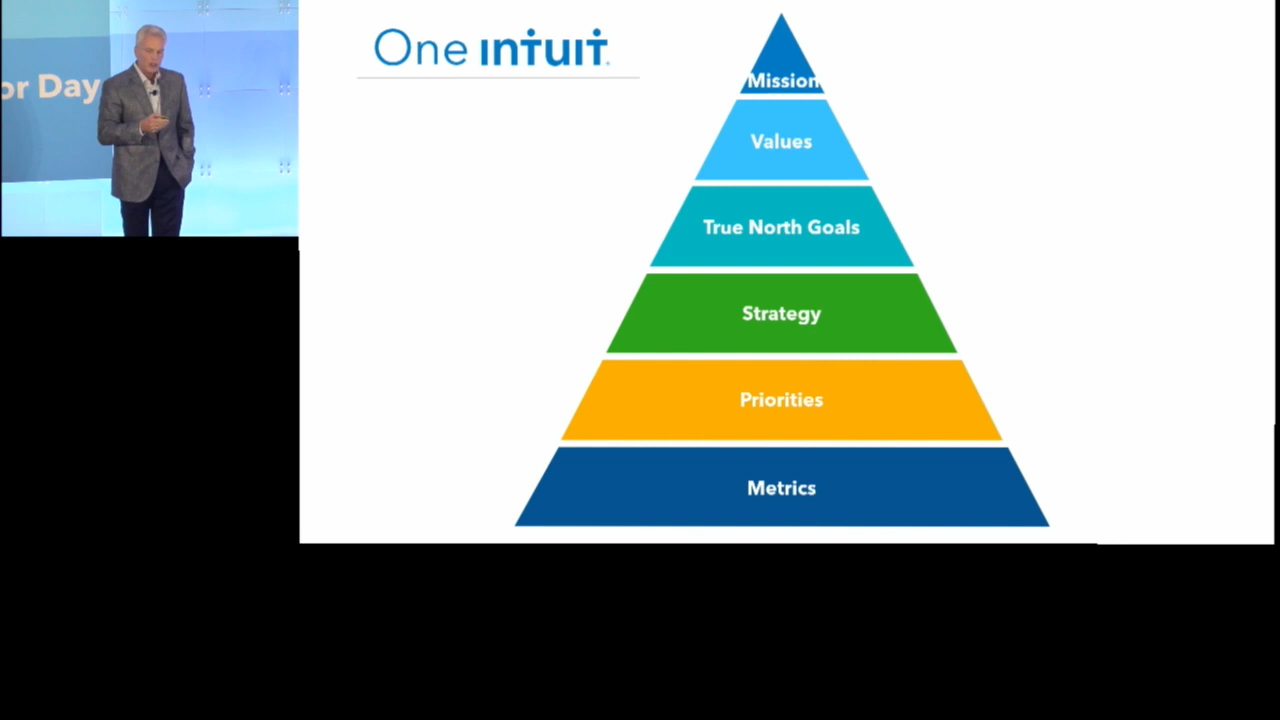 or Day
One intuit
Mission
Values
True North Goals
Strategy
Priorities
Metrics